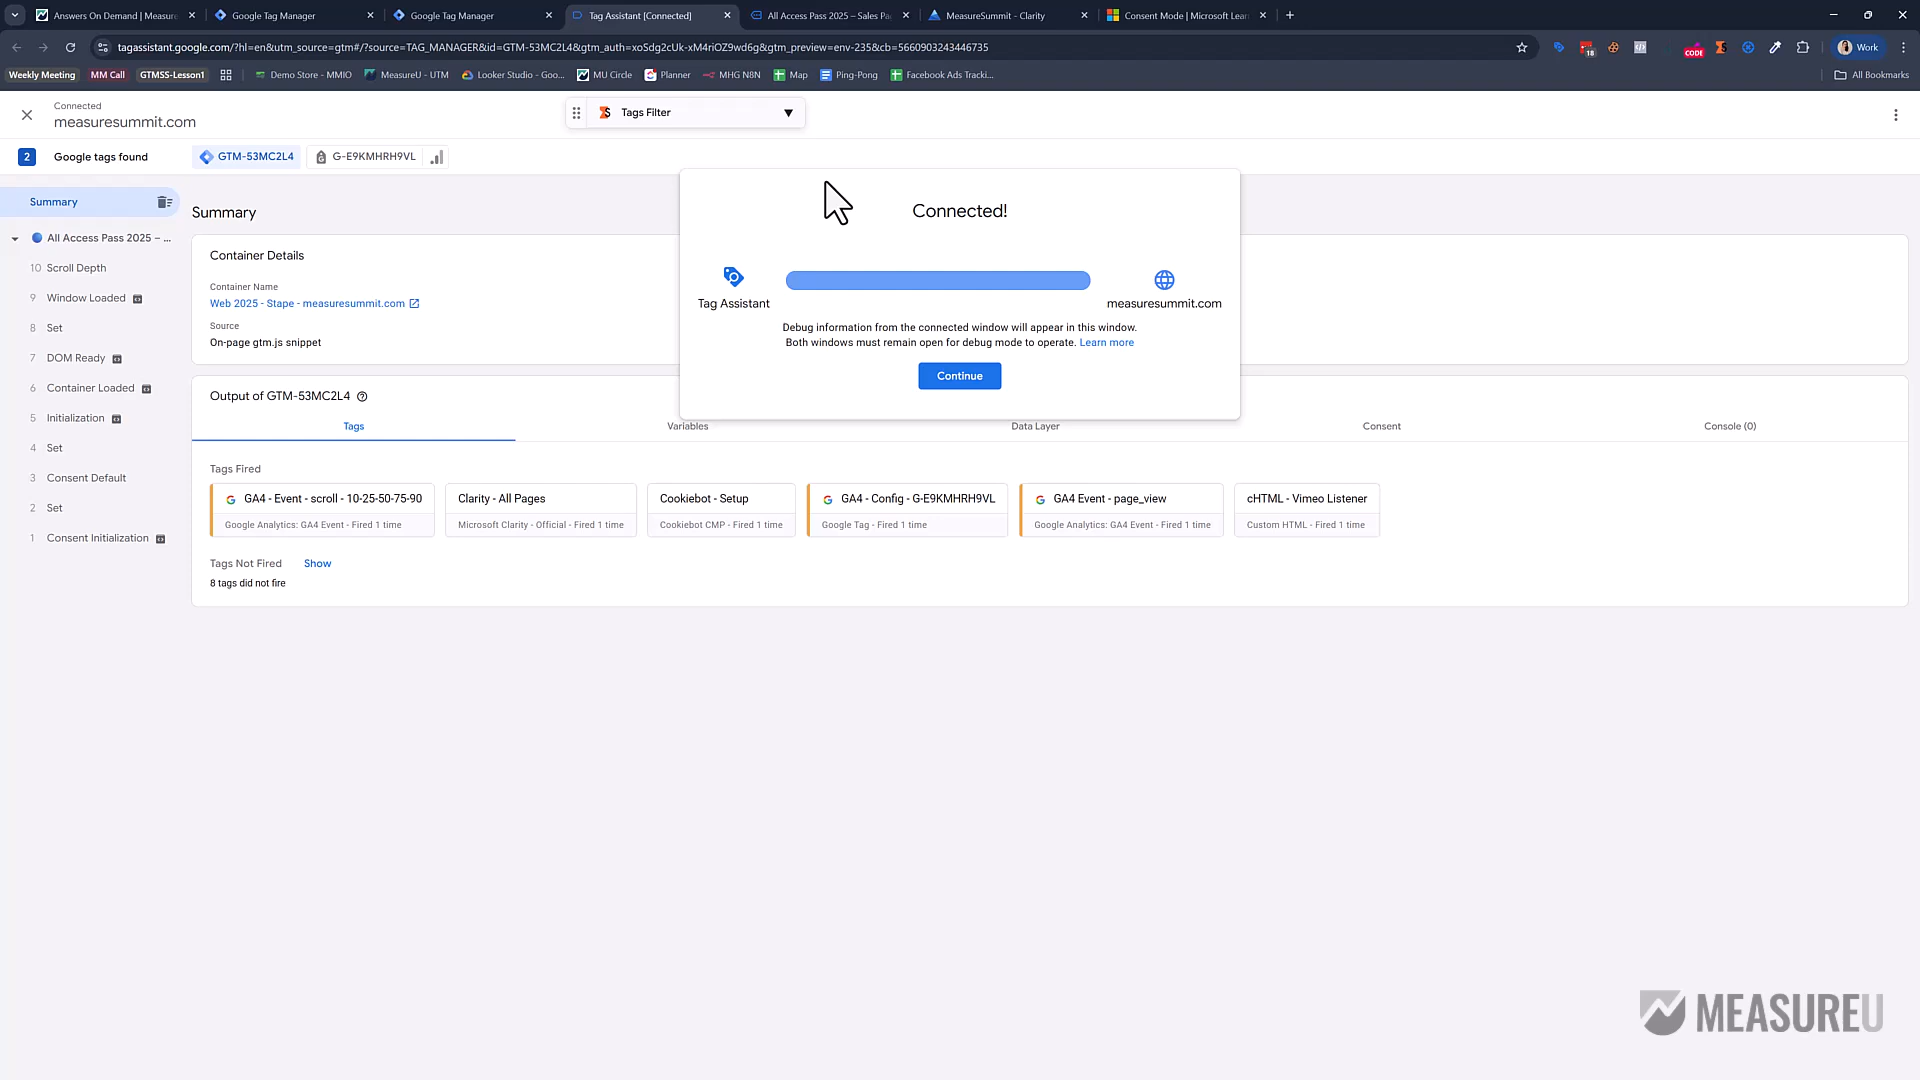 Answers On Demand | Measure
Google Tag Manager
Google Tag Manager
Tag Assistant [Connected]
All Access Pass 2025 – Sales Pa
MeasureSummit - Clarity
Consent Mode | Microsoft Lear
tagassistant.google.com/?hl=en&utm_source=gtm#/?source=TAG_MANAGER&id=GTM-53MC2L4&gtm_auth=xoSdg2cUk-xM4riOZ9wd6g&gtm_preview=env-235&cb=5660903243446735
18
CODE
Work
Weekly Meeting
MM Call
GTMSS-Lesson1
Demo Store - MMIO
MeasureU - UTM
Looker Studio - Goo...
MU Circle
Planner
MHG N8N
Map
Ping-Pong
Facebook Ads Tracki...
All Bookmarks
Connected
measuresummit.com
Tags Filter
2
Google tags found
GTM-53MC2L4
G-E9KMHRH9VL
Summary
All Access Pass 2025 – ...
10 Scroll Depth
9 Window Loaded
8 Set
7 DOM Ready
6 Container Loaded
5 Initialization
4 Set
3 Consent Default
2 Set
1 Consent Initialization
Summary
Container Details
Container Name
Web 2025 - Stape - measuresummit.com
Source
On-page gtm.js snippet
Connected!
Tag Assistant
measuresummit.com
Debug information from the connected window will appear in this window.
Both windows must remain open for debug mode to operate. Learn more
Continue
Output of GTM-53MC2L4
Tags
Variables
Data Layer
Consent
Console (0)
Tags Fired
GA4 - Event - scroll - 10-25-50-75-90
Google Analytics: GA4 Event - Fired 1 time
Clarity - All Pages
Microsoft Clarity - Official - Fired 1 time
Cookiebot - Setup
Cookiebot CMP - Fired 1 time
GA4 - Config - G-E9KMHRH9VL
Google Tag - Fired 1 time
GA4 Event - page_view
Google Analytics: GA4 Event - Fired 1 time
cHTML - Vimeo Listener
Custom HTML - Fired 1 time
Tags Not Fired
Show
8 tags did not fire
MEASUREU